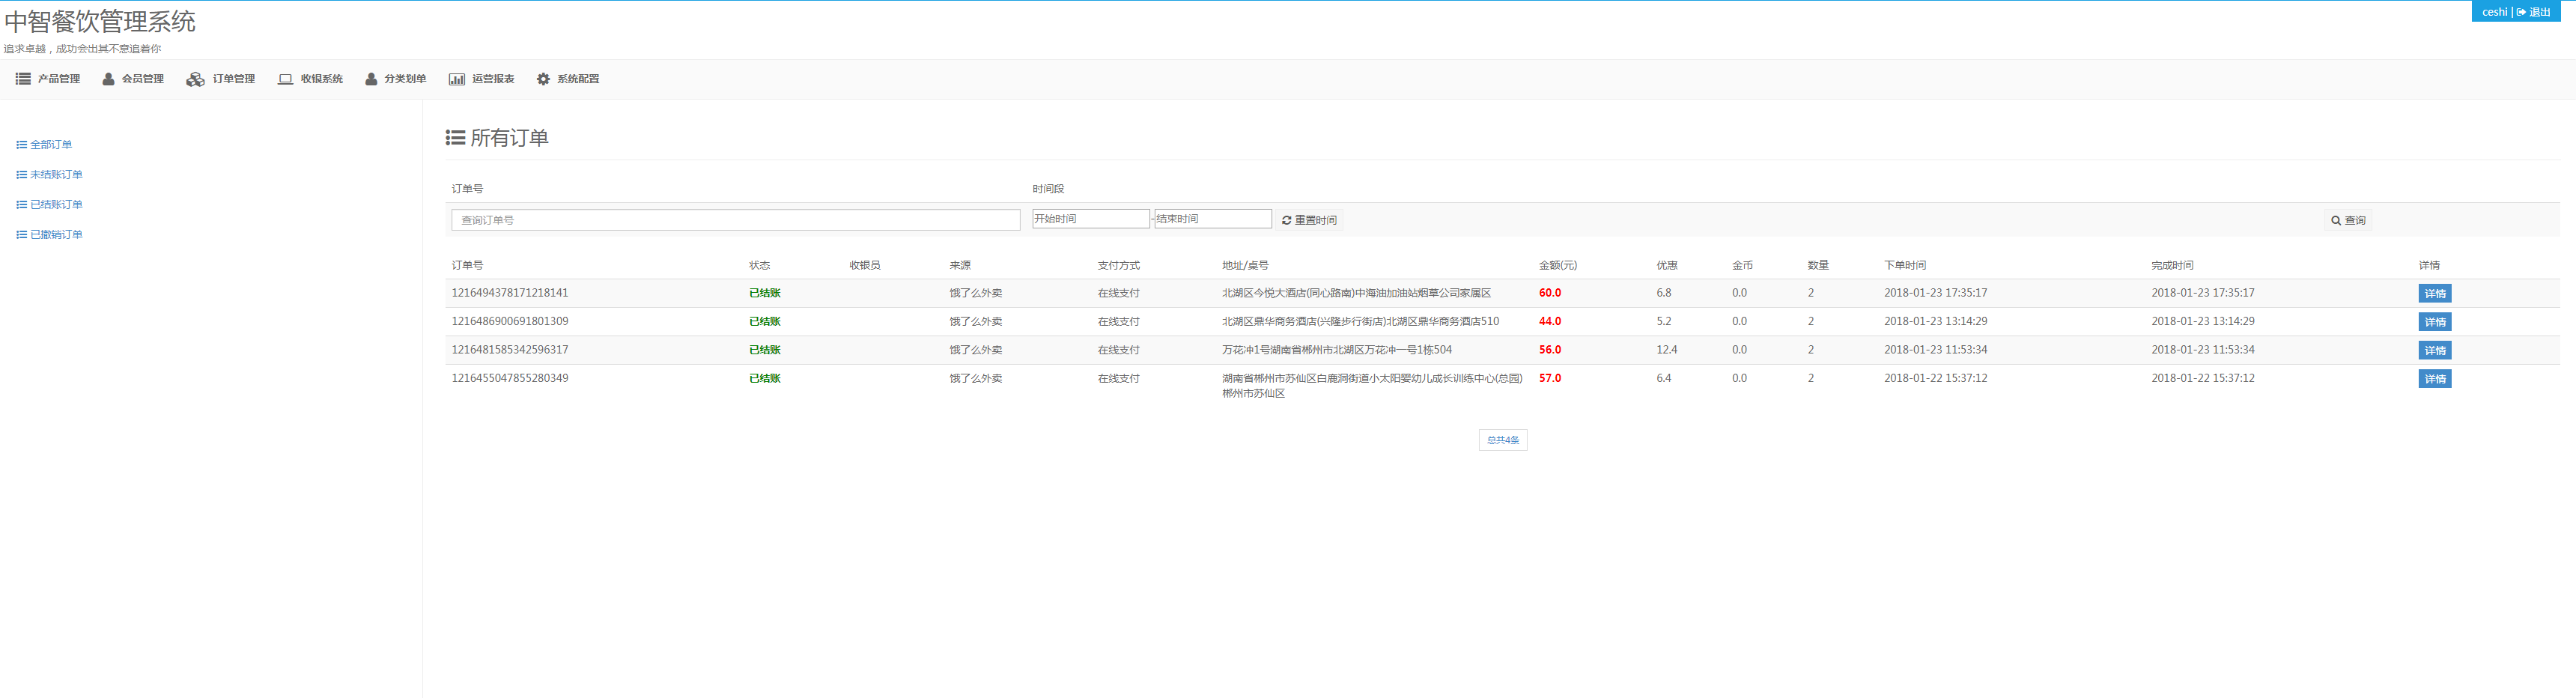 中智餐饮管理系统
ceshi | 退出
追求卓越，成功会出其不意追着你
产品管理 会员管理 订单管理 收银系统 分类划单 运营报表 系统配置
全部订单
未结账订单
已结账订单
已撤销订单
所有订单
订单号 时间段
查询订单号 开始时间 - 结束时间 重置时间 查询
订单号 状态 收银员 来源 支付方式 地址/桌号 金额(元) 优惠 金币 数量 下单时间 完成时间 详情
1216494378171218141 已结账 饿了么外卖 在线支付 北湖区今悦大酒店(同心路南)中海油加油站烟草公司家属区 60.0 6.8 0.0 2 2018-01-23 17:35:17 2018-01-23 17:35:17 详情
1216486900691801309 已结账 饿了么外卖 在线支付 北湖区鼎华商务酒店(兴隆步行街店)北湖区鼎华商务酒店510 44.0 5.2 0.0 2 2018-01-23 13:14:29 2018-01-23 13:14:29 详情
1216481585342596317 已结账 饿了么外卖 在线支付 万花冲1号湖南省郴州市北湖区万花冲一号1栋504 56.0 12.4 0.0 2 2018-01-23 11:53:34 2018-01-23 11:53:34 详情
1216455047855280349 已结账 饿了么外卖 在线支付 湖南省郴州市苏仙区白鹿洞街道小太阳婴幼儿成长训练中心(总园) 57.0 6.4 0.0 2 2018-01-22 15:37:12 2018-01-22 15:37:12 详情
郴州市苏仙区
总共4条